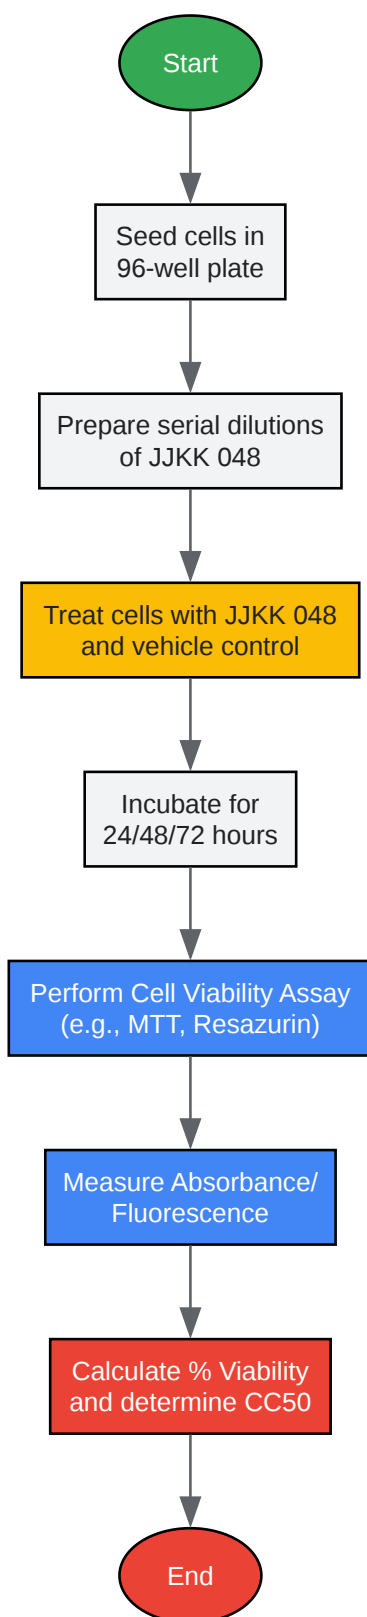 Start
Seed cells in
96-well plate
Prepare serial dilutions
of JJKK 048
Treat cells with JJKK 048
and vehicle control
Incubate for
24/48/72 hours
Perform Cell Viability Assay
(e.g., MTT, Resazurin)
Measure Absorbance/
Fluorescence
Calculate % Viability
and determine CC50
End